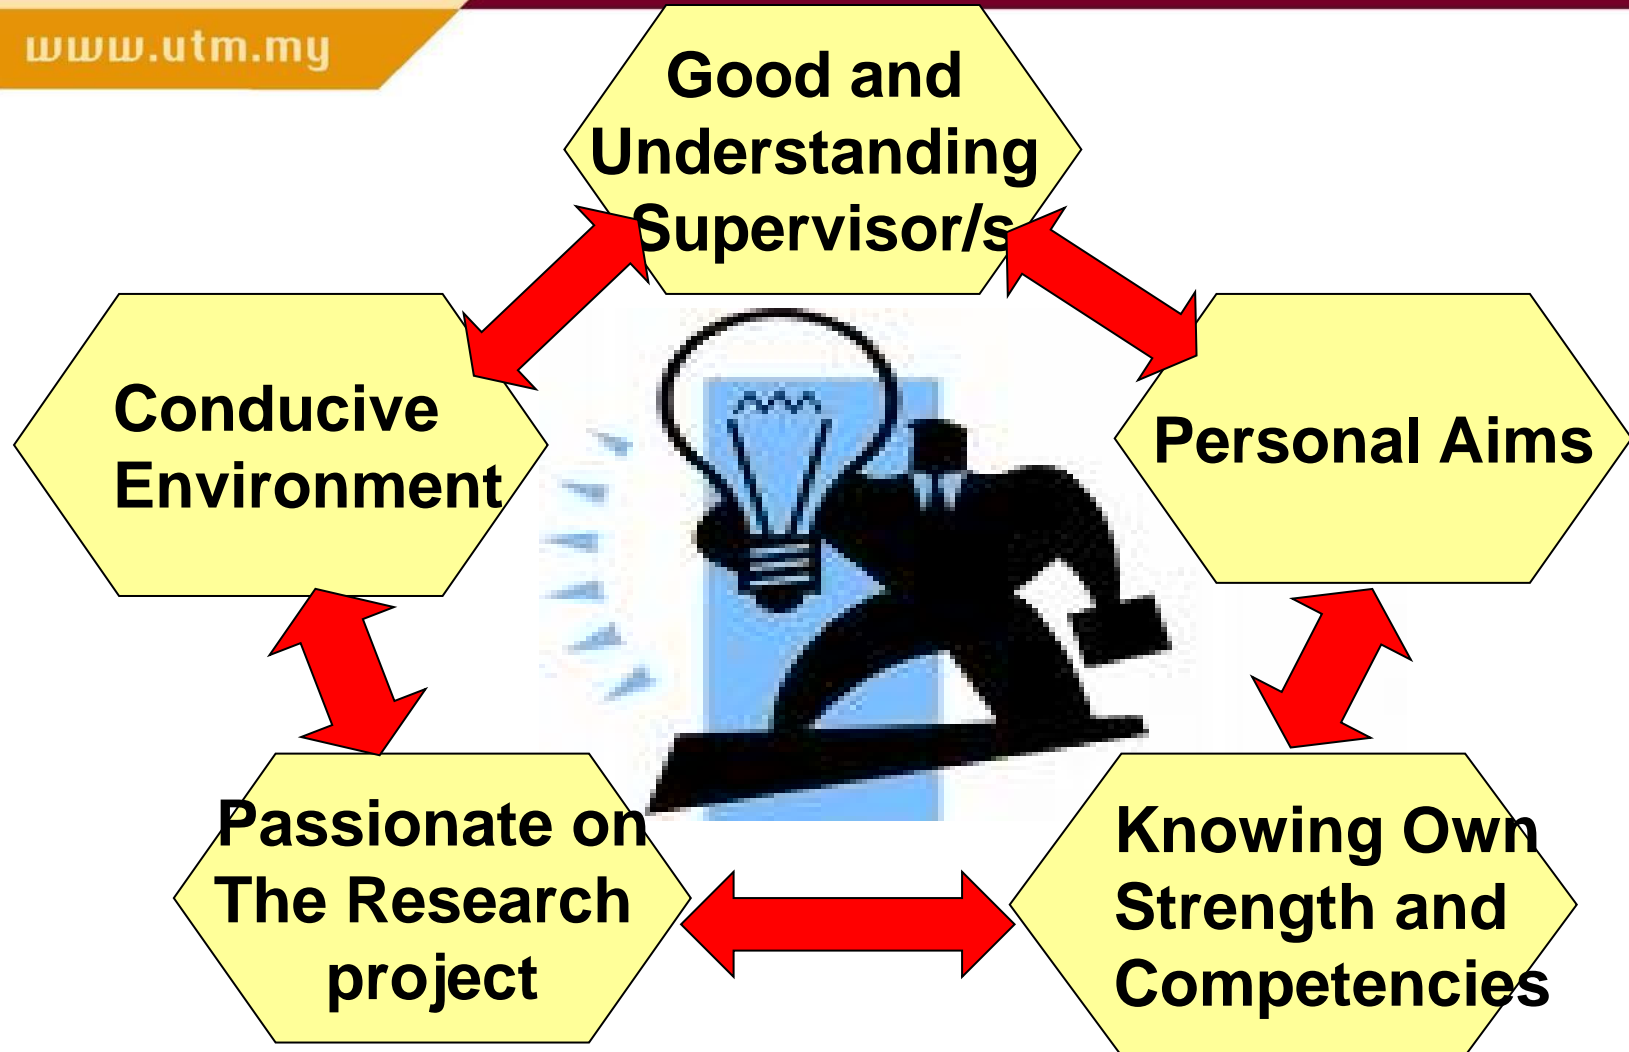 www.utm.my
Good and
Understanding
Supervisor/s
Conducive
Environment
Personal Aims
Passionate on
The Research
project
Knowing Own
Strength and
Competencies